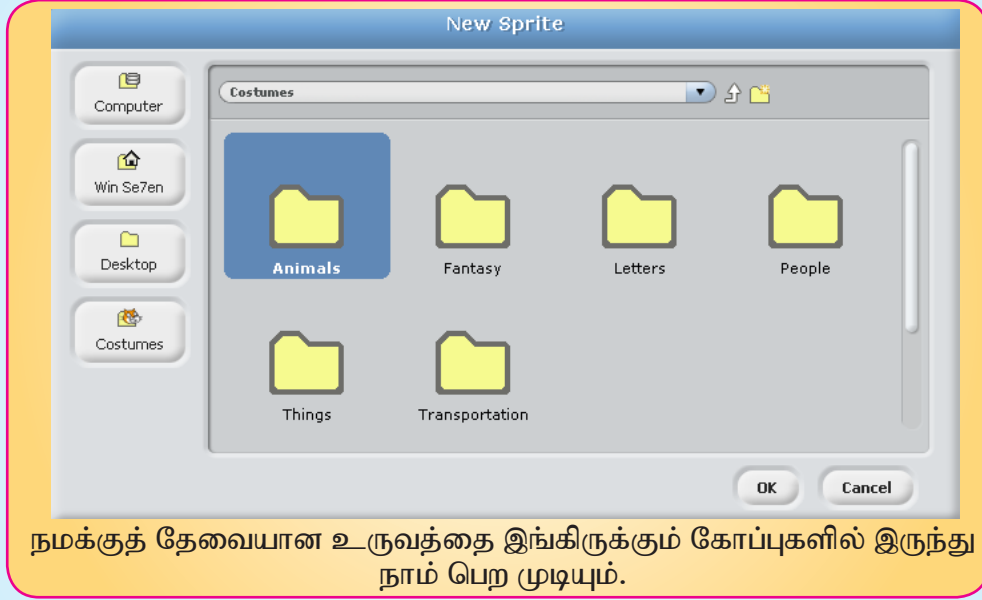 New Sprite
Computer
Costumes
Win Se7en
Animals Fantasy Letters People
Desktop
Costumes
Things Transportation
OK Cancel
நமக்குத் தேவையான உருவத்தை இங்கிருக்கும் கோப்புகளில் இருந்து
நாம் பெற முடியும்.